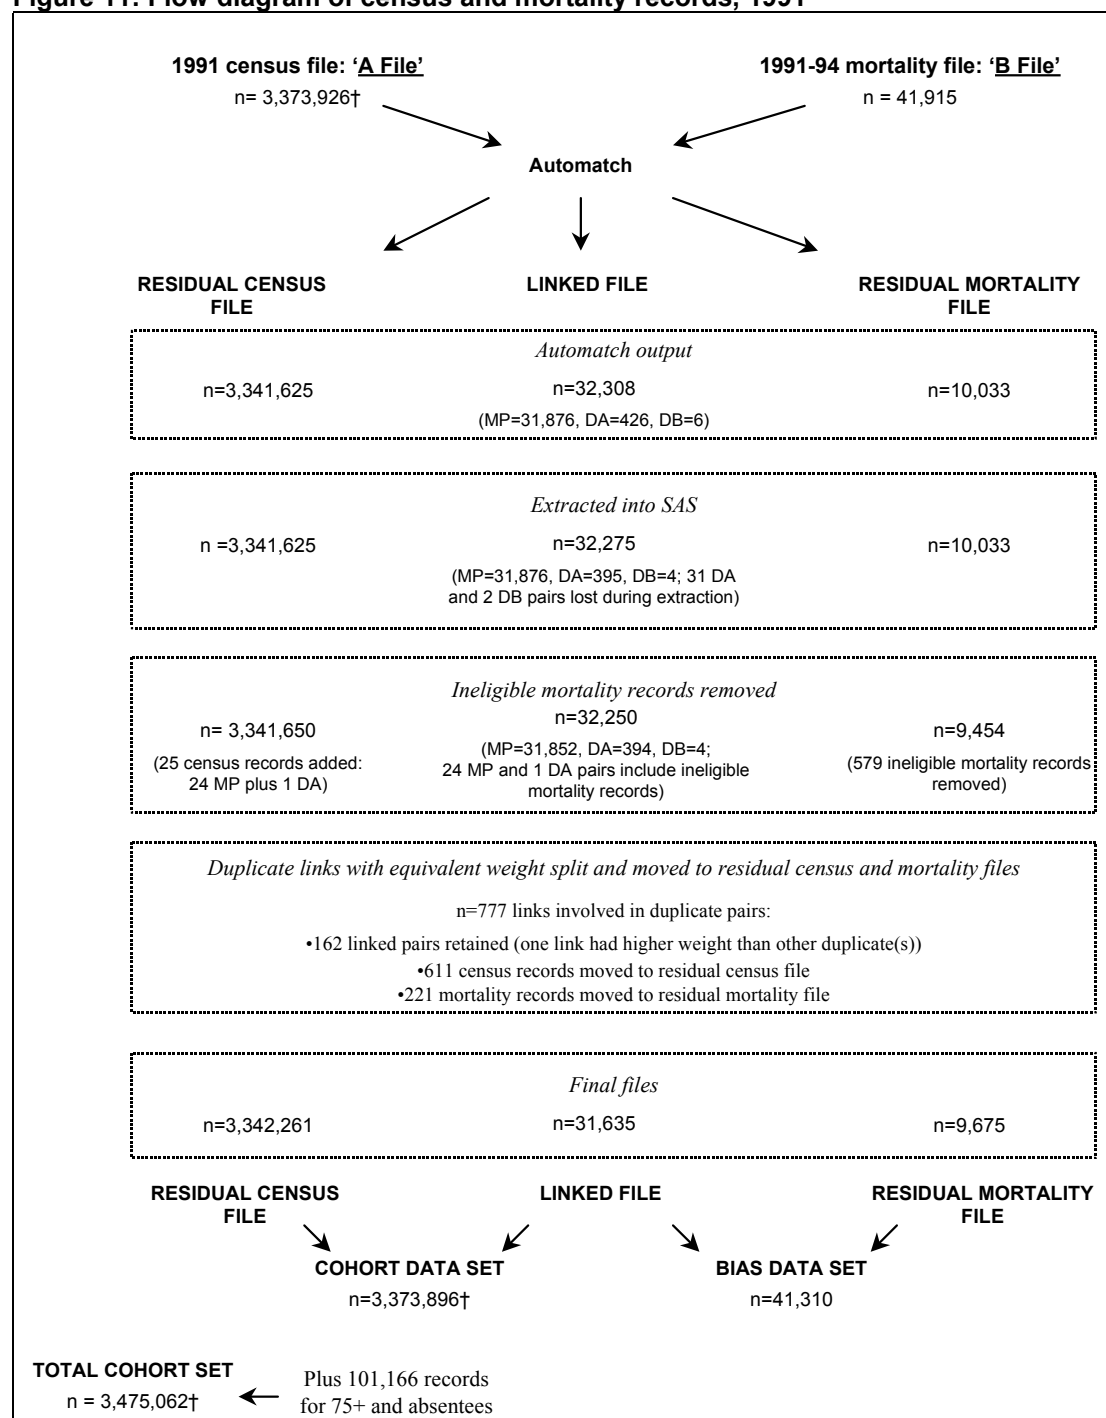 Figure 11: Flow diagram of census and mortality records, 1991
1991 census file: ‘A File’
n= 3,373,926†
1991-94 mortality file: ‘B File’
n = 41,915
Automatch
RESIDUAL CENSUS
FILE
LINKED FILE
RESIDUAL MORTALITY
FILE
Automatch output
n=3,341,625
n=32,308
(MP=31,876, DA=426, DB=6)
n=10,033
Extracted into SAS
n =3,341,625
n=32,275
(MP=31,876, DA=395, DB=4; 31 DA
and 2 DB pairs lost during extraction)
n=10,033
Ineligible mortality records removed
n= 3,341,650
(25 census records added:
24 MP plus 1 DA)
n=32,250
(MP=31,852, DA=394, DB=4;
24 MP and 1 DA pairs include ineligible
mortality records)
n=9,454
(579 ineligible mortality records
removed)
Duplicate links with equivalent weight split and moved to residual census and mortality files
n=777 links involved in duplicate pairs:
•162 linked pairs retained (one link had higher weight than other duplicate(s))
•611 census records moved to residual census file
•221 mortality records moved to residual mortality file
Final files
n=3,342,261
n=31,635
n=9,675
RESIDUAL CENSUS
FILE
LINKED FILE
RESIDUAL MORTALITY
FILE
COHORT DATA SET
n=3,373,896†
BIAS DATA SET
n=41,310
TOTAL COHORT SET
n = 3,475,062†
Plus 101,166 records
for 75+ and absentees